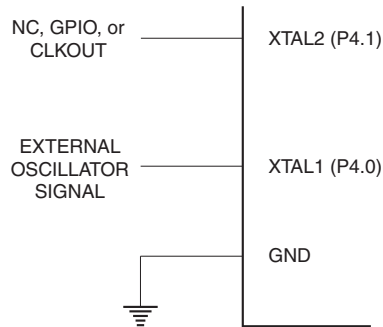 NC, GPIO, or
CLKOUT
XTAL2 (P4.1)
EXTERNAL
OSCILLATOR
SIGNAL
XTAL1 (P4.0)
GND